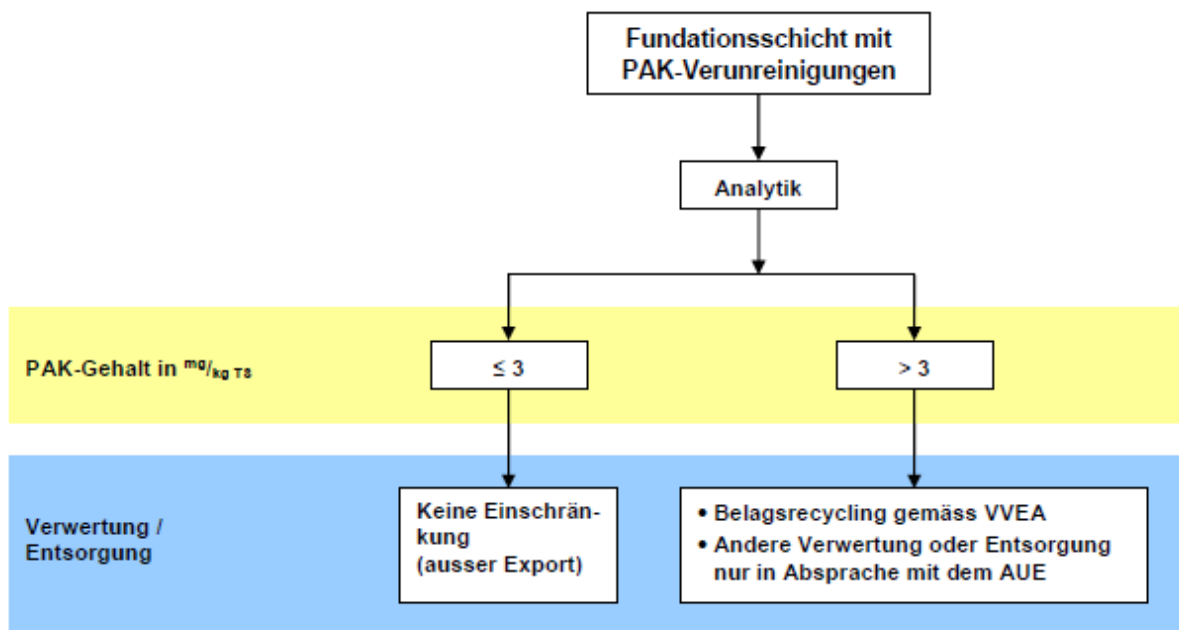 Fundationsschicht mit
PAK-Verunreinigungen
Analytik
PAK-Gehalt in mg/kg TS
≤ 3
> 3
Verwertung /
Entsorgung
Keine Einschrän-
kung
(ausser Export)
• Belagsrecycling gemäss VVEA
• Andere Verwertung oder Entsorgung
nur in Absprache mit dem AUE